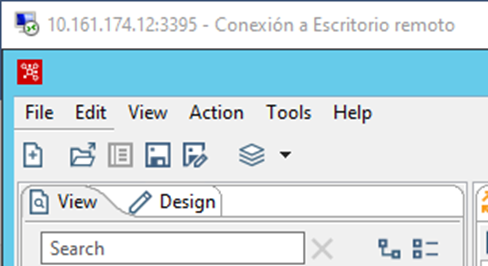 10.161.174.12:3395 - Conexión a Escritorio remoto
File Edit View Action Tools Help
View Design
Search